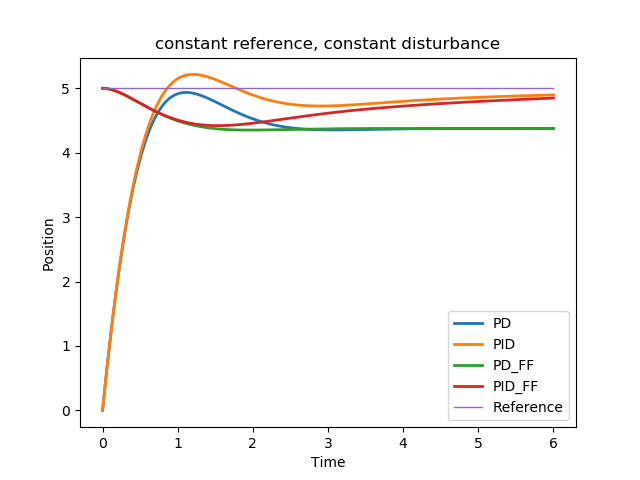 constant reference, constant disturbance
Position
5
4
3
2
1
0
PD
PID
PD_FF
PID_FF
Reference
0 1 2 3 4 5 6
Time